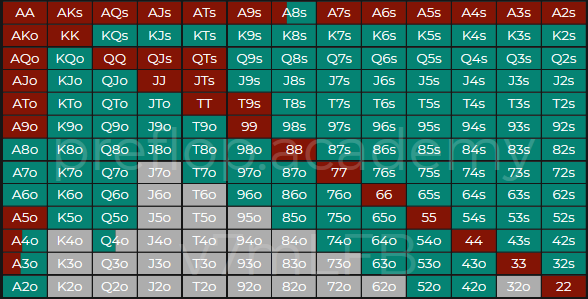 AA AKs AQs AJs ATs A9s A8s A7s A6s A5s A4s A3s A2s
AKo KK KQs KJs KTs K9s K8s K7s K6s K5s K4s K3s K2s
AQo KQo QQ QJs QTs Q9s Q8s Q7s Q6s Q5s Q4s Q3s Q2s
AJo KJo QJo JJ JTs J9s J8s J7s J6s J5s J4s J3s J2s
ATo KTo QTo JTo TT T9s T8s T7s T6s T5s T4s T3s T2s
A9o K9o Q9o J9o T9o 99 98s 97s 96s 95s 94s 93s 92s
A8o K8o Q8o J8o T8o 98o 88 87s 86s 85s 84s 83s 82s
preflop.academy
A7o K7o Q7o J7o T7o 97o 87o 77 76s 75s 74s 73s 72s
A6o K6o Q6o J6o T6o 96o 86o 76o 66 65s 64s 63s 62s
A5o K5o Q5o J5o T5o 95o 85o 75o 65o 55 54s 53s 52s
A4o K4o Q4o J4o T4o 94o 84o 74o 64o 54o 44 43s 42s
A3o K3o Q3o J3o T3o 93o 83o 73o 63o 53o 43o 33 32s
A2o K2o Q2o J2o T2o 92o 82o 72o 62o 52o 42o 32o 22